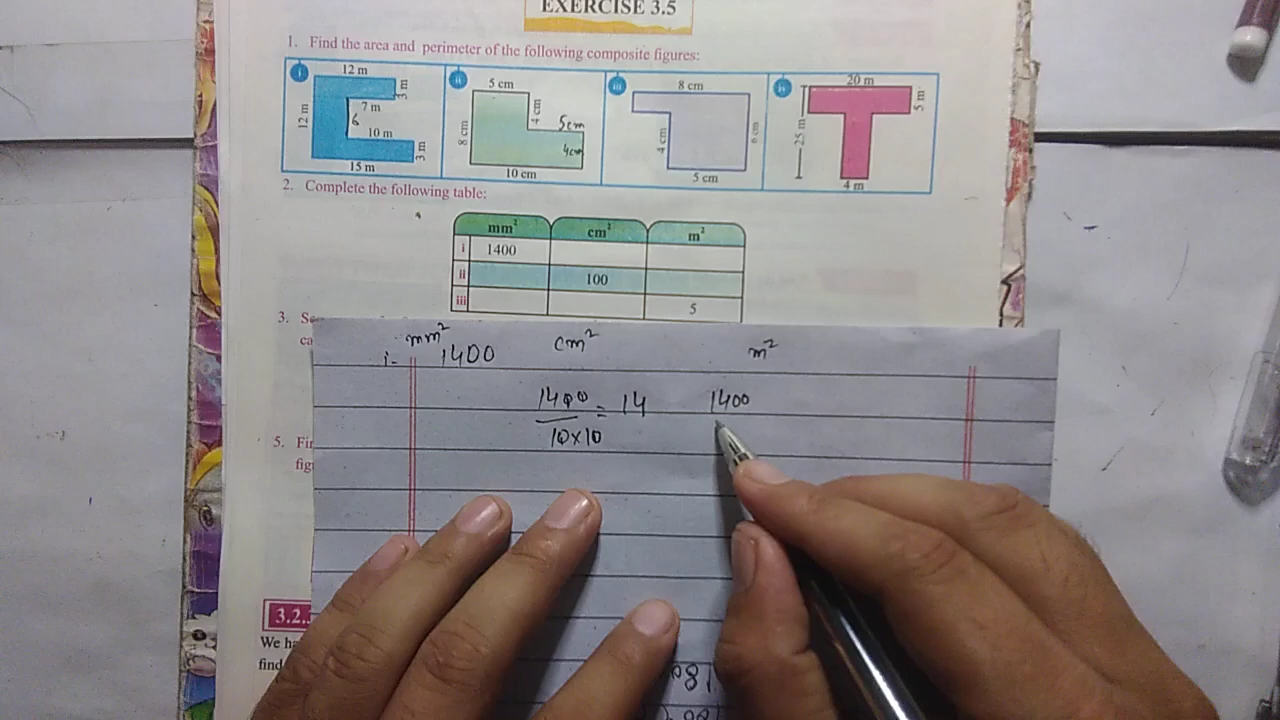 EXERCISE 3.5
1. Find the area and perimeter of the following composite figures:
i
12 m
3 m
12 m
7 m
6
10 m
3 m
15 m
ii
5 cm
4 cm
5cm
8 cm
4cm
10 cm
iii
8 cm
4 cm
6 cm
5 cm
iv
20 m
5 m
25 m
4 m
2. Complete the following table:
mm² cm² m²
i 1400
ii 100
iii 5
3.
ca
5. Fin
figu
3.2.
We ha
find
mm² cm² m²
i- 1400
1400 = 14 1400
10×10